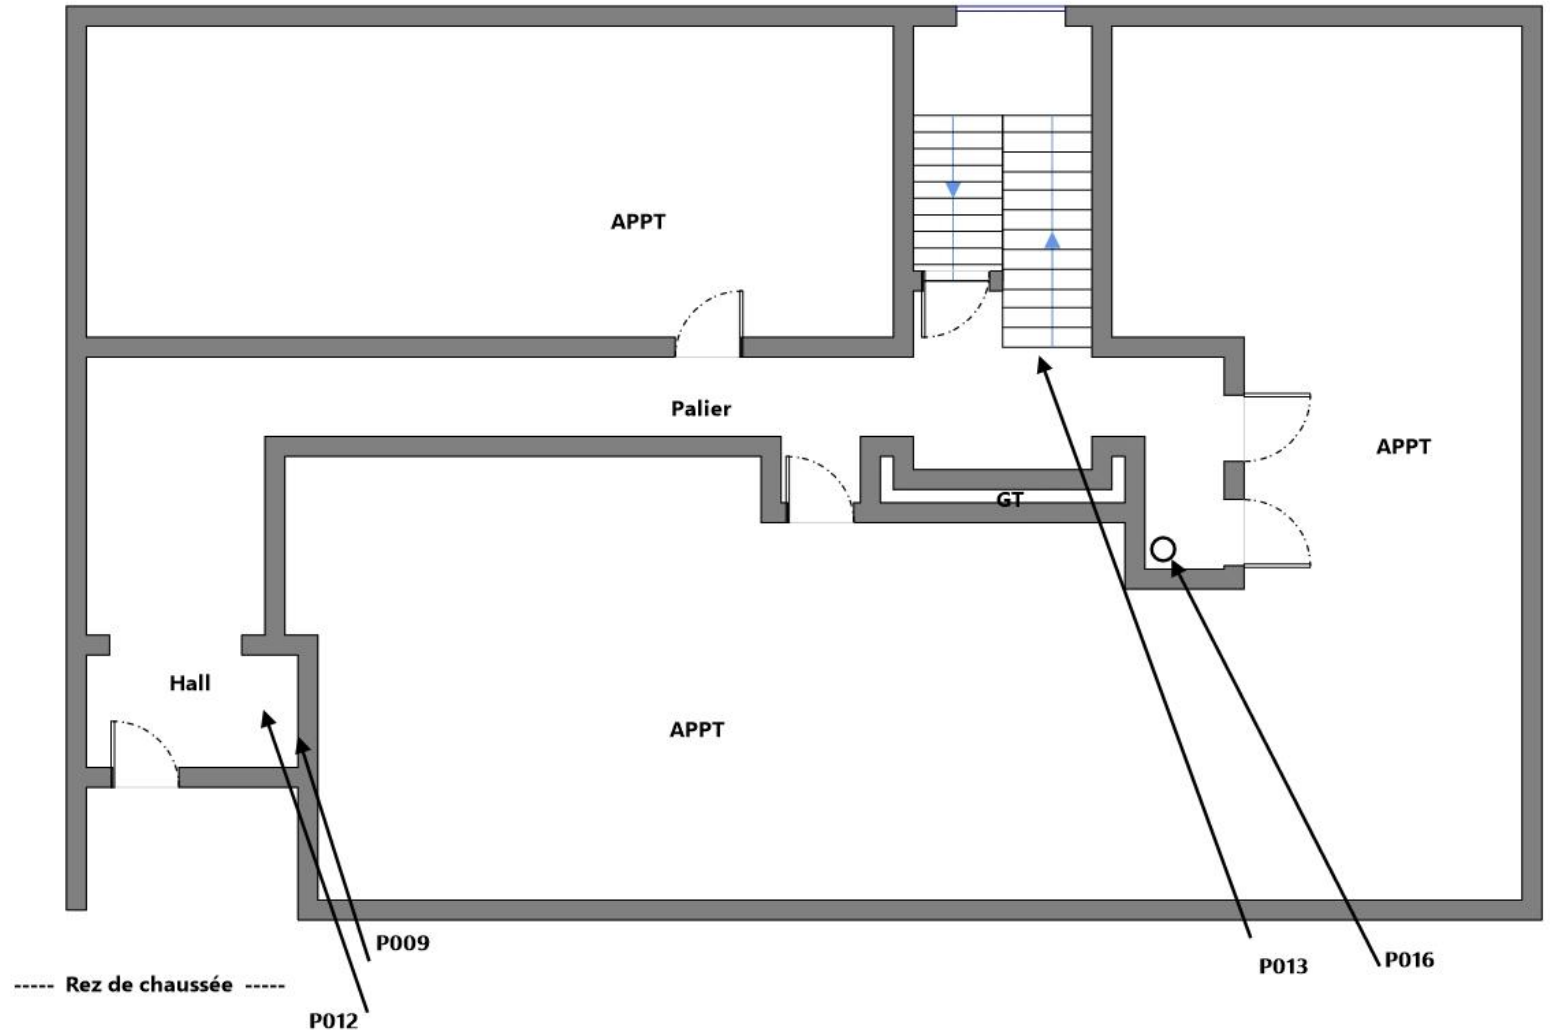 APPT
Palier
APPT
GT
Hall
APPT
P009
P013
P016
----- Rez de chaussée -----
P012